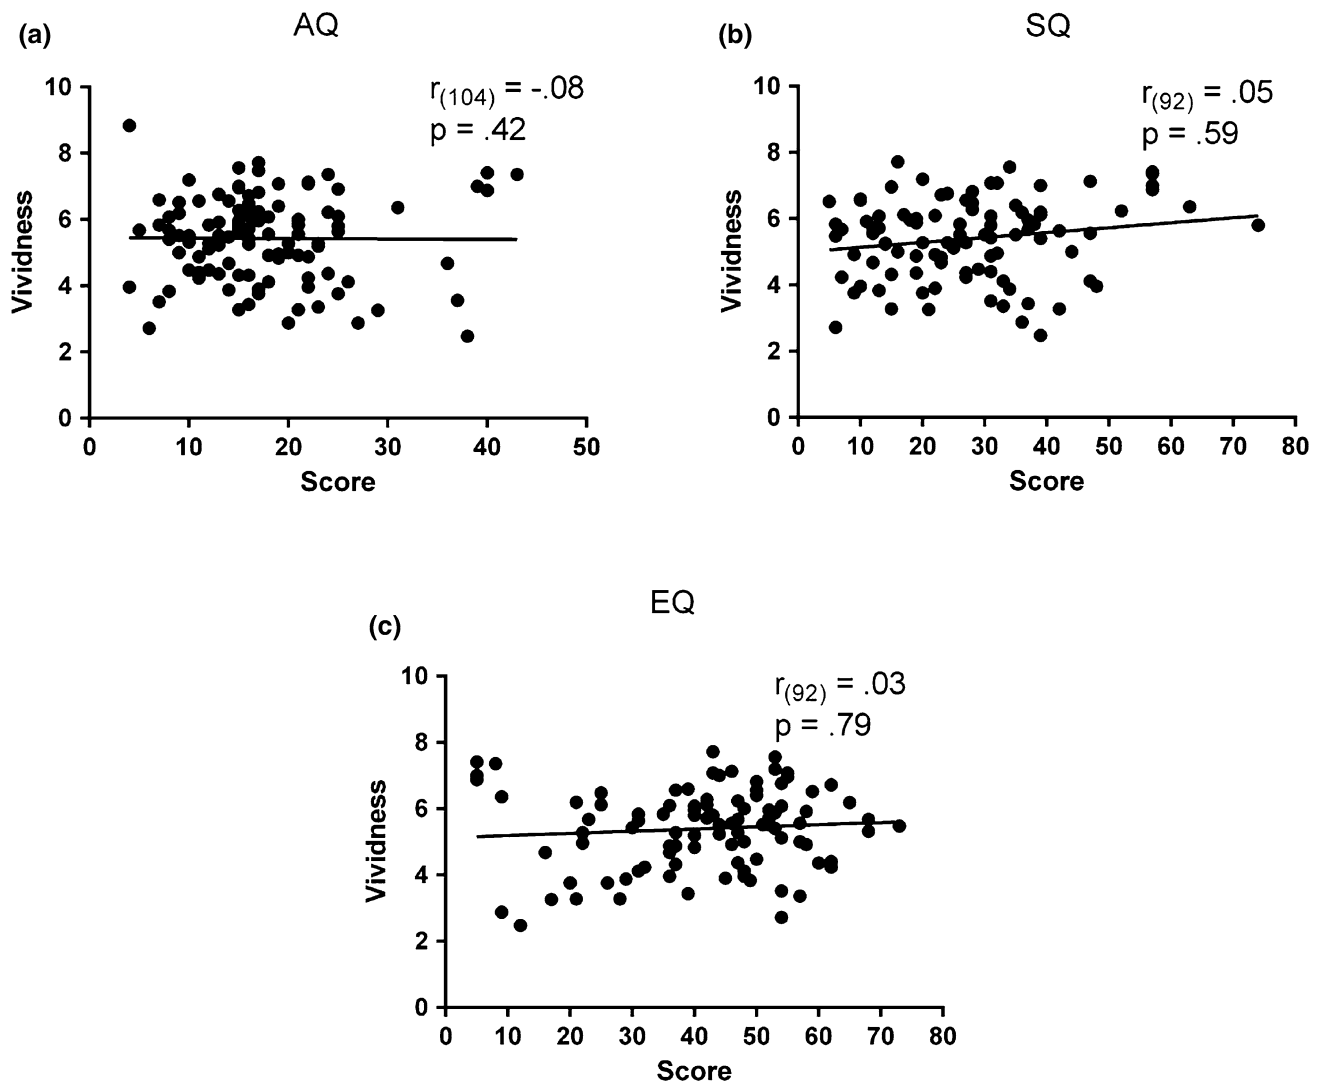 (a)
AQ
r(104) = -.08
p = .42
10
8
6
4
2
0
Vividness
0 10 20 30 40 50
Score
(b)
SQ
r(92) = .05
p = .59
10
8
6
4
2
0
Vividness
0 10 20 30 40 50 60 70 80
Score
(c)
EQ
r(92) = .03
p = .79
10
8
6
4
2
0
Vividness
0 10 20 30 40 50 60 70 80
Score